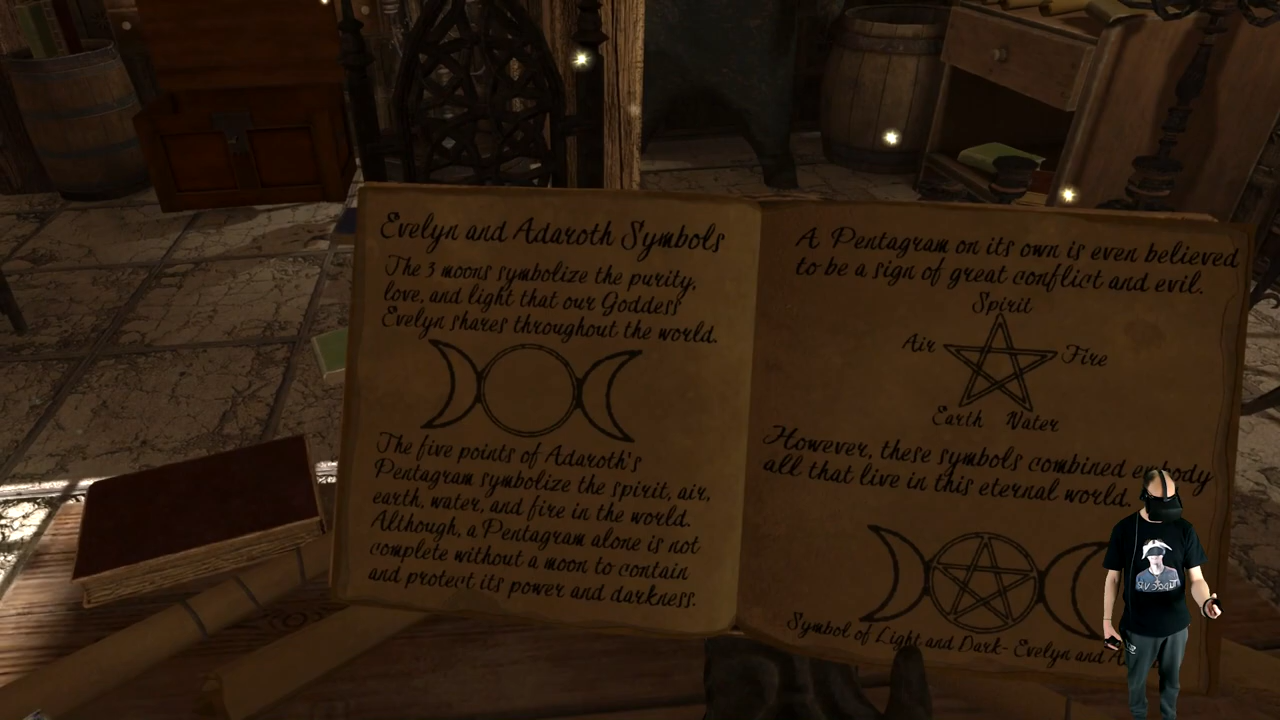 Evelyn and Adaroth Symbols
The 3 moons symbolize the purity,
love, and light that our Goddess
Evelyn shares throughout the world.
The five points of Adaroth's
Pentagram symbolize the spirit, air,
earth, water, and fire in the world.
Although, a Pentagram alone is not
complete without a moon to contain
and protect its power and darkness.
A Pentagram on its own is even believed
to be a sign of great conflict and evil.
Spirit
Air
Fire
Earth Water
However, these symbols combined embody
all that live in this eternal world.
Symbol of Light and Dark- Evelyn and